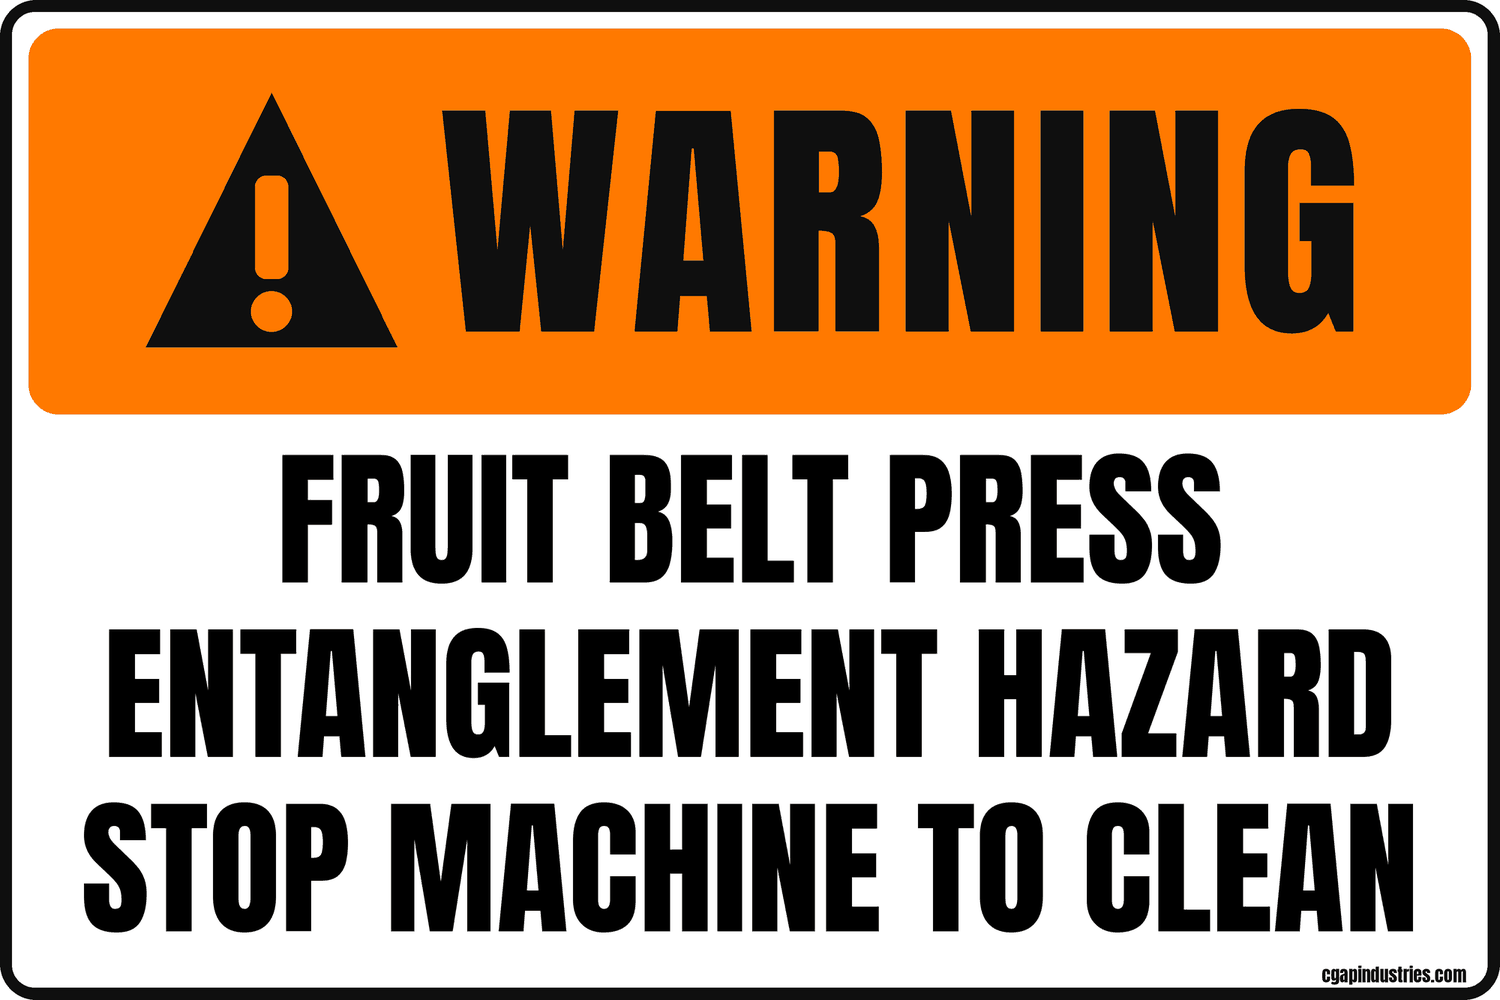 WARNING
FRUIT BELT PRESS
ENTANGLEMENT HAZARD
STOP MACHINE TO CLEAN
cgapindustries.com